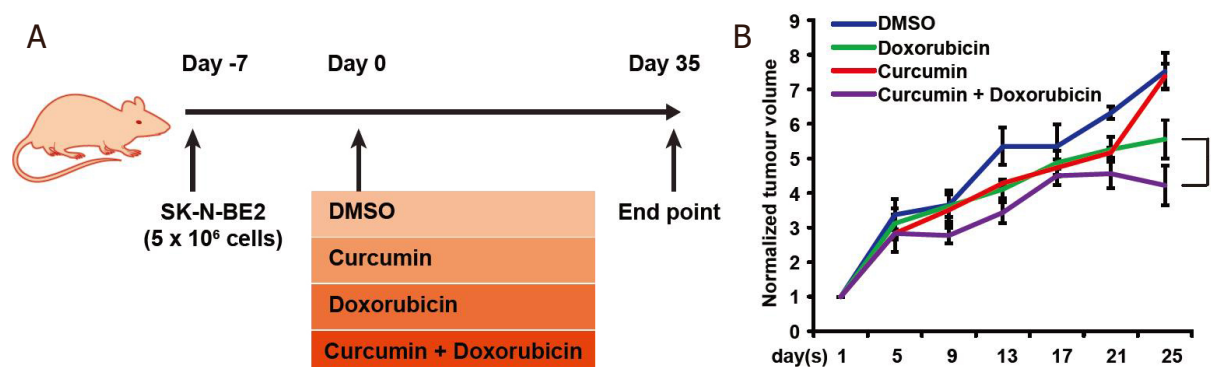 A
Day -7
Day 0
Day 35
SK-N-BE2
(5 x 10⁶ cells)
End point
DMSO
Curcumin
Doxorubicin
Curcumin + Doxorubicin
B
Normalized tumour volume
9
8
7
6
5
4
3
2
1
0
DMSO
Doxorubicin
Curcumin
Curcumin + Doxorubicin
day(s) 1 5 9 13 17 21 25